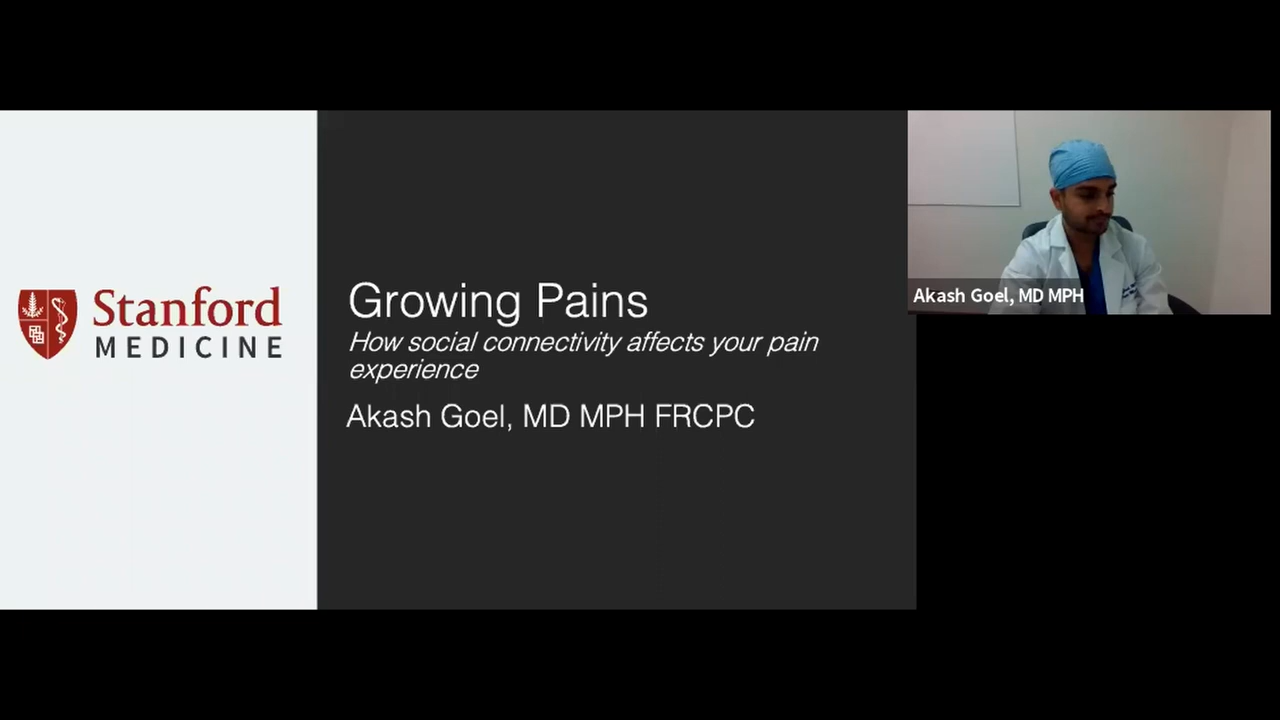 Stanford
MEDICINE
Growing Pains
How social connectivity affects your pain
experience
Akash Goel, MD MPH FRCPC
Akash Goel, MD MPH